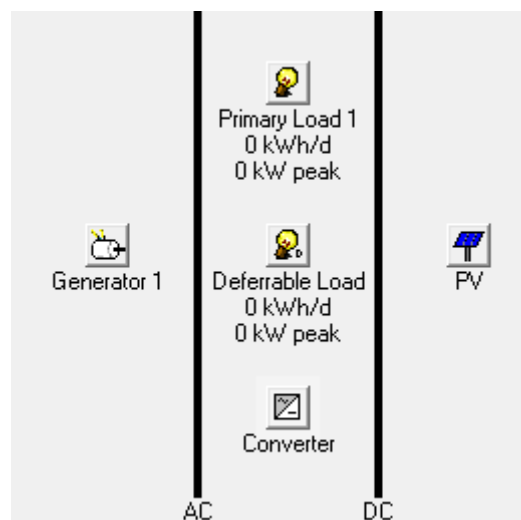 Primary Load 1
0 kWh/d
0 kW peak
Generator 1
Deferrable Load
0 kWh/d
0 kW peak
PV
Converter
AC
DC